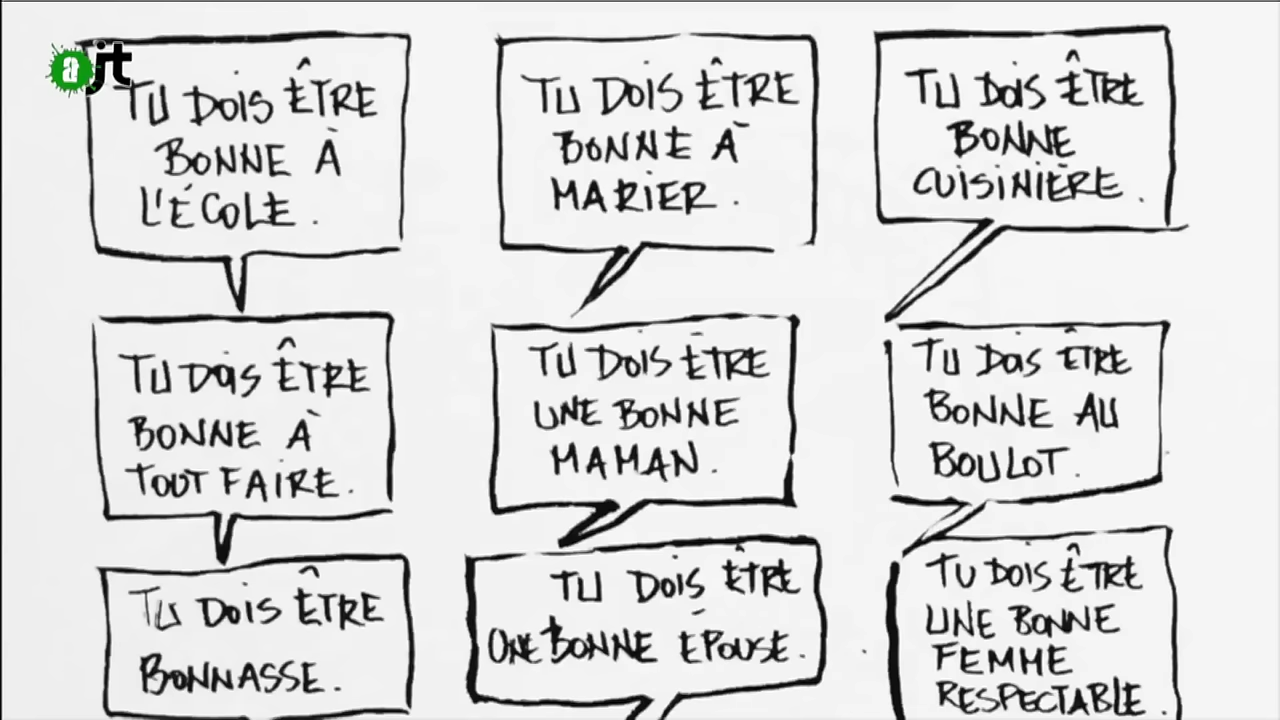 ajt
TU DOIS ÊTRE
BONNE À
L'ÉCOLE.
TU DOIS ÊTRE
BONNE À
MARIER.
TU DOIS ÊTRE
BONNE
CUISINIÈRE.
TU DOIS ÊTRE
BONNE À
TOUT FAIRE.
TU DOIS ÊTRE
UNE BONNE
MAMAN.
TU DOIS ÊTRE
BONNE AU
BOULOT.
TU DOIS ÊTRE
BONNASSE.
TU DOIS ÊTRE
UNE BONNE ÉPOUSE.
TU DOIS ÊTRE
UNE BONNE
FEMME
RESPECTABLE.